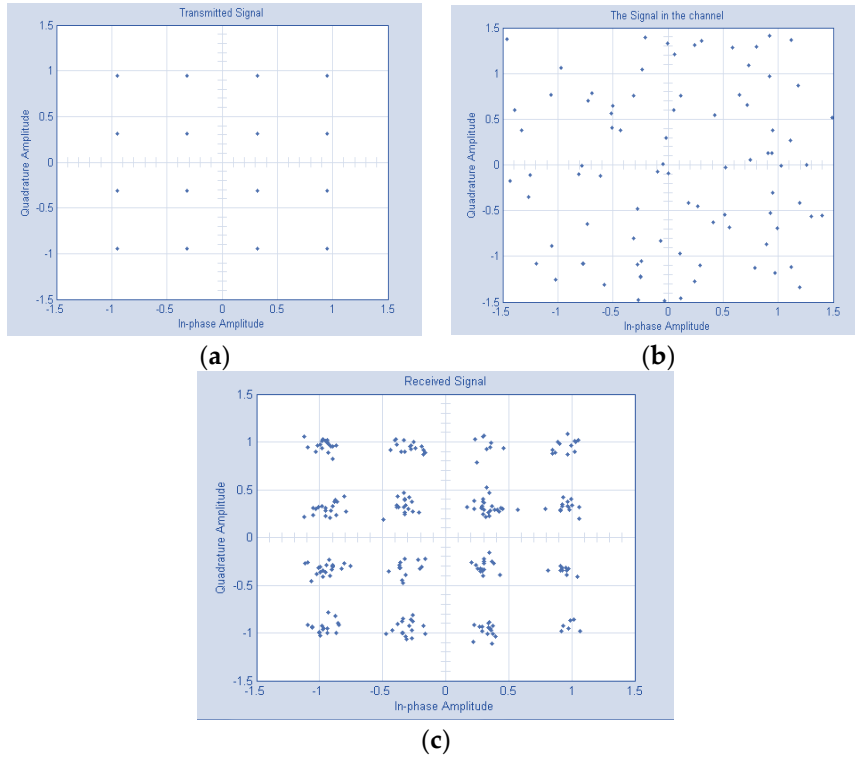 Transmitted Signal
1.5
1
0.5
0
-0.5
-1
-1.5
Quadrature Amplitude
-1.5 -1 -0.5 0 0.5 1 1.5
In-phase Amplitude
(a)
The Signal in the channel
1.5
1
0.5
0
-0.5
-1
-1.5
Quadrature Amplitude
-1.5 -1 -0.5 0 0.5 1 1.5
In-phase Amplitude
(b)
Received Signal
1.5
1
0.5
0
-0.5
-1
-1.5
Quadrature Amplitude
-1.5 -1 -0.5 0 0.5 1 1.5
In-phase Amplitude
(c)